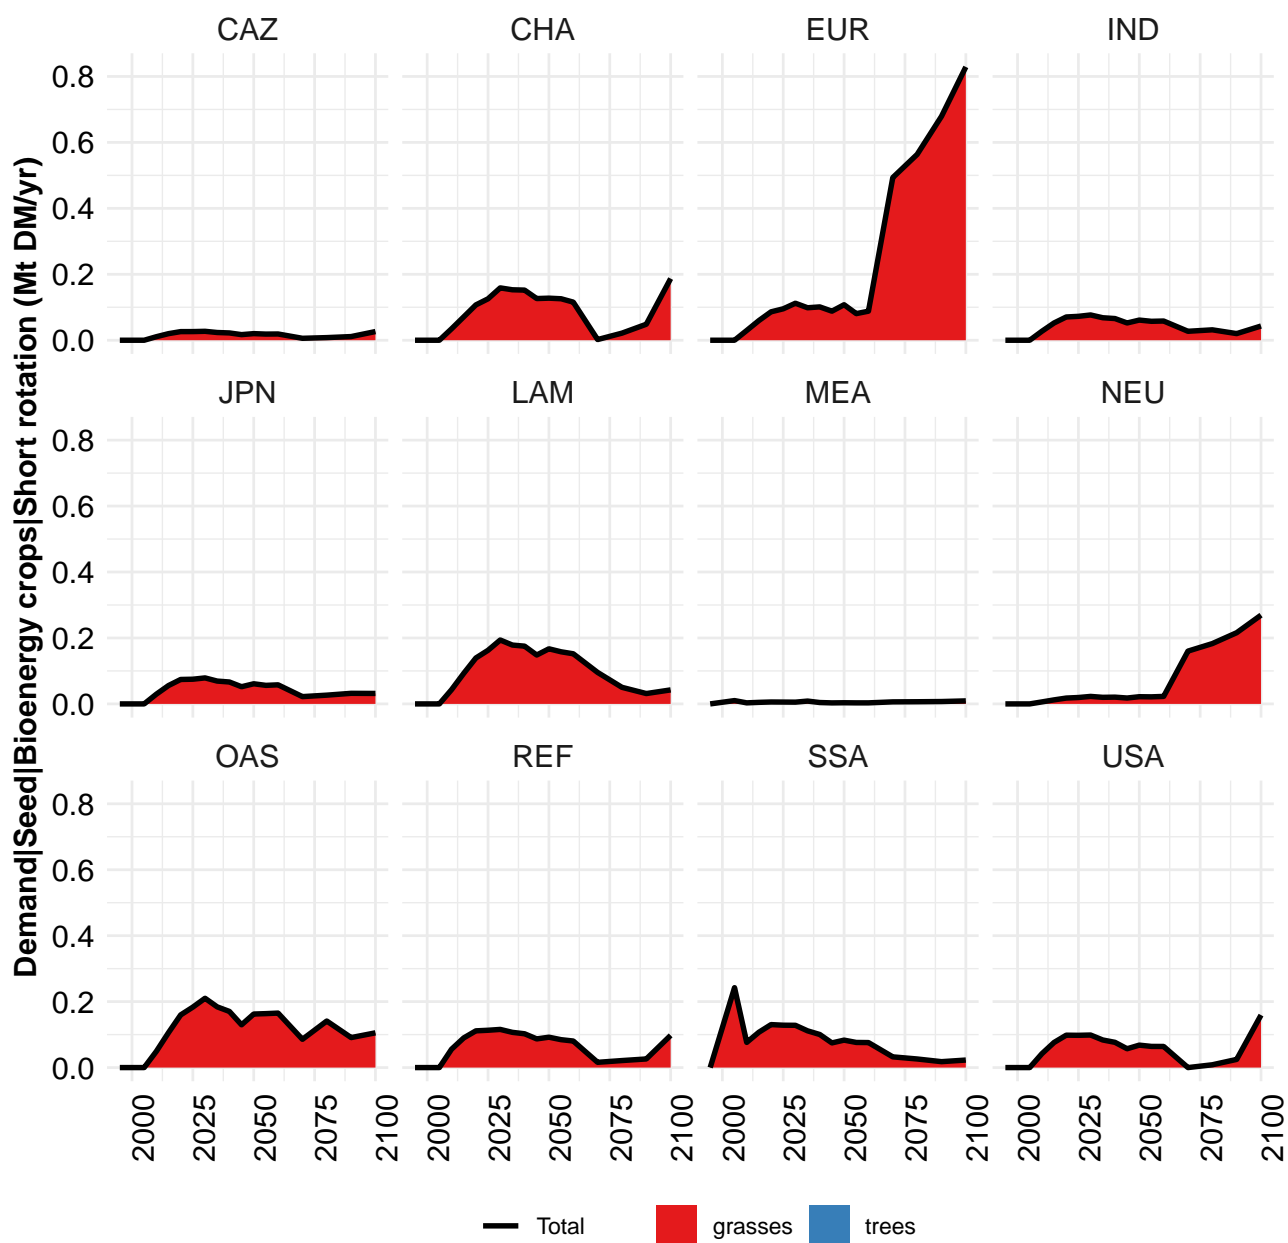 CAZ CHA EUR IND
0.8
0.6
0.4
0.2
0.0
JPN LAM MEA NEU
0.8
0.6
0.4
0.2
0.0
OAS REF SSA USA
0.8
0.6
0.4
0.2
0.0
Demand|Seed|Bioenergy crops|Short rotation (Mt DM/yr)
2000 2025 2050 2075 2100 2000 2025 2050 2075 2100 2000 2025 2050 2075 2100 2000 2025 2050 2075 2100
Total grasses trees